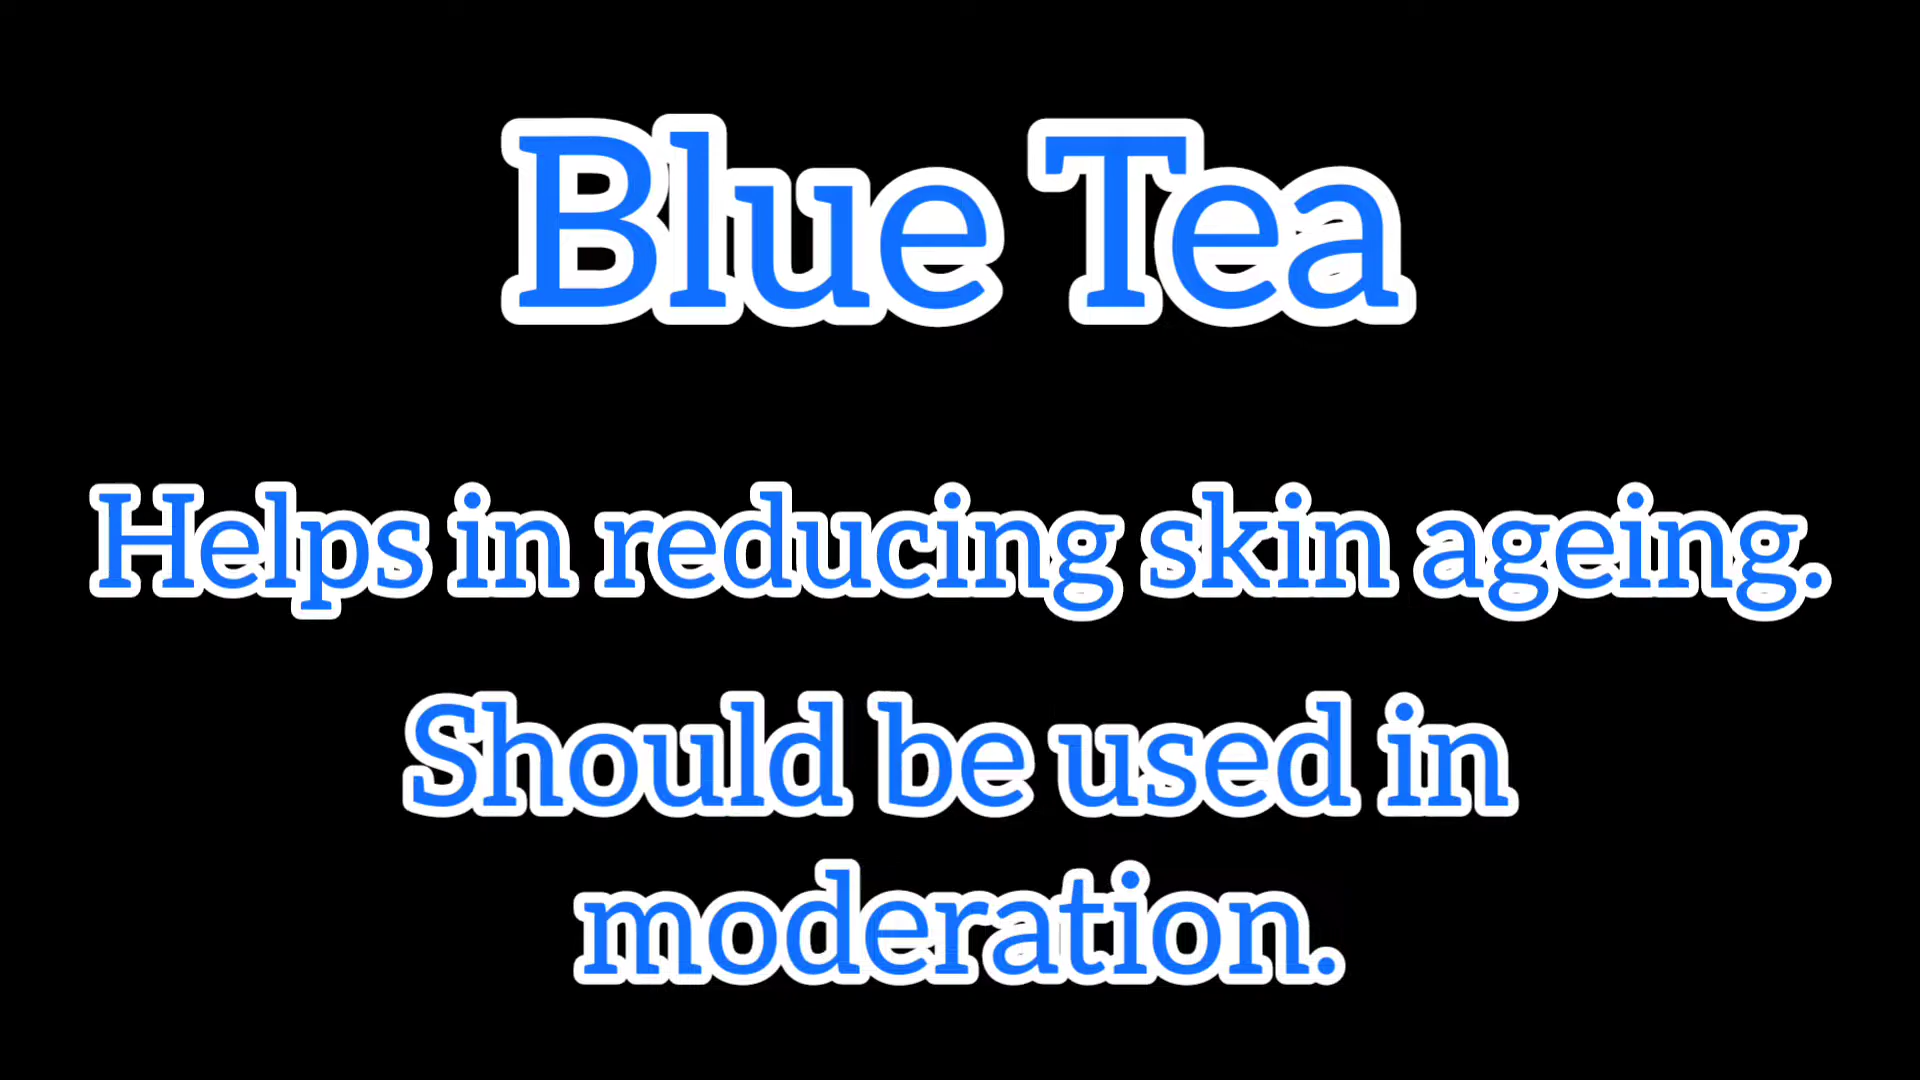 Blue Tea
Helps in reducing skin ageing.
Should be used in
moderation.